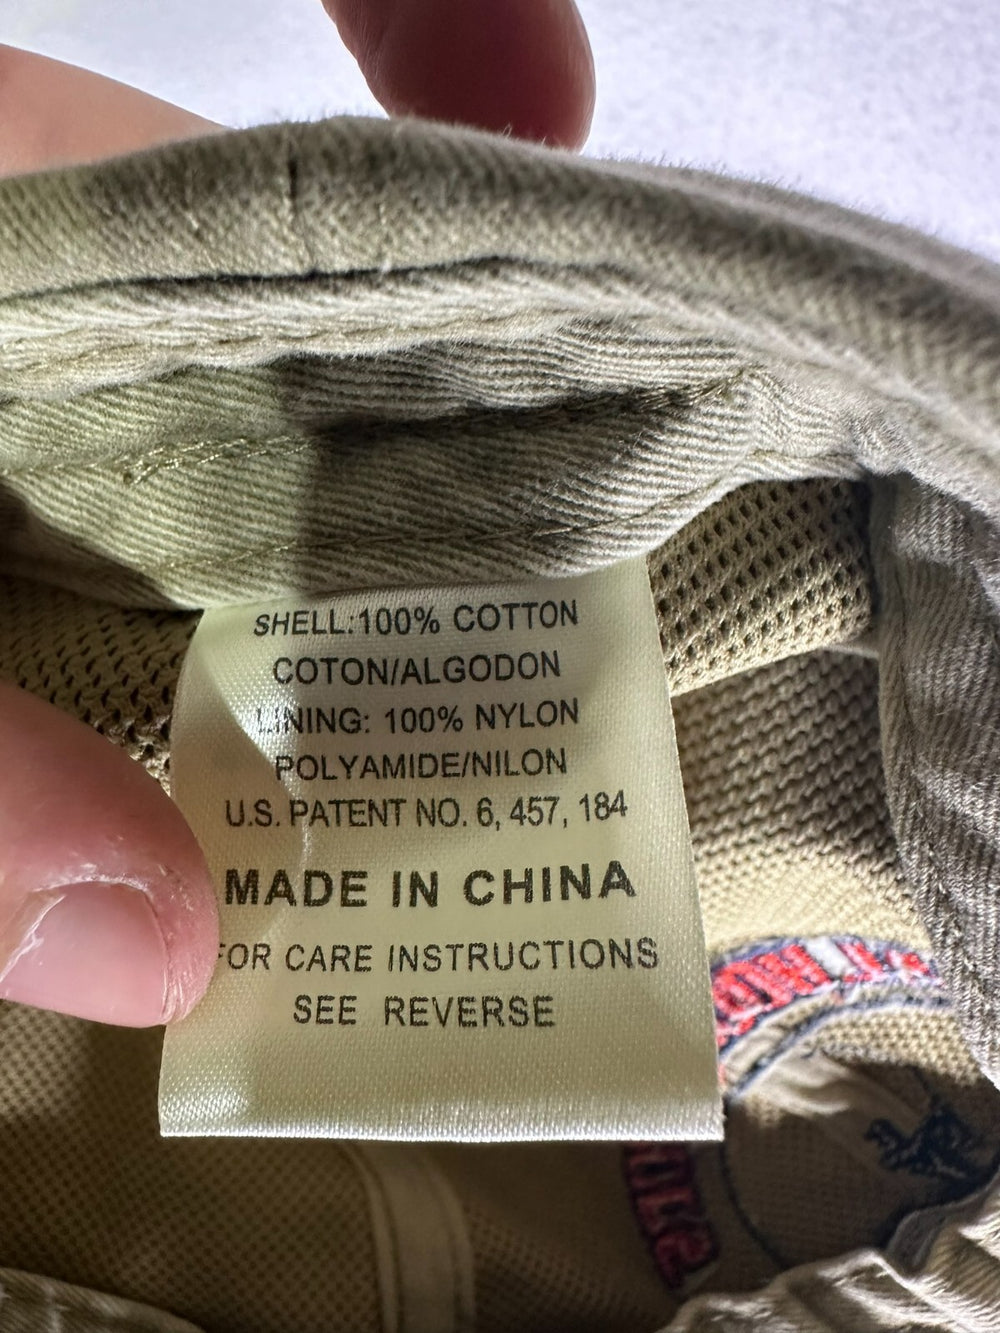 SHELL:100% COTTON
COTON/ALGODON
LINING: 100% NYLON
POLYAMIDE/NILON
U.S. PATENT NO. 6, 457, 184
MADE IN CHINA
FOR CARE INSTRUCTIONS
SEE REVERSE